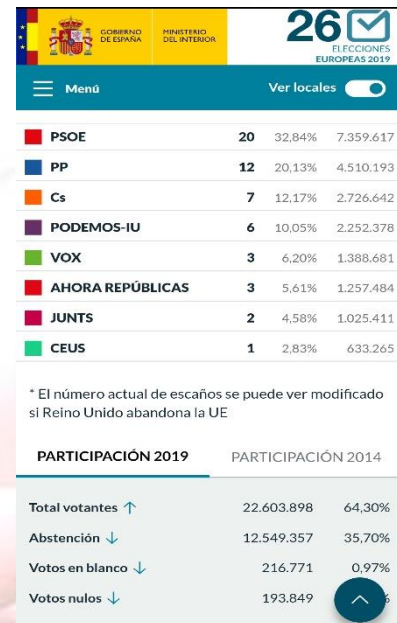 GOBIERNO DE ESPAÑA
MINISTERIO DEL INTERIOR
26
ELECCIONES
EUROPEAS 2019
Menú
Ver locales
PSOE 20 32,84% 7.359.617
PP 12 20,13% 4.510.193
Cs 7 12,17% 2.726.642
PODEMOS-IU 6 10,05% 2.252.378
VOX 3 6,20% 1.388.681
AHORA REPÚBLICAS 3 5,61% 1.257.484
JUNTS 2 4,58% 1.025.411
CEUS 1 2,83% 633.265
* El número actual de escaños se puede ver modificado
si Reino Unido abandona la UE
PARTICIPACIÓN 2019 PARTICIPACIÓN 2014
Total votantes ↑ 22.603.898 64,30%
Abstención ↓ 12.549.357 35,70%
Votos en blanco ↓ 216.771 0,97%
Votos nulos ↓ 193.849